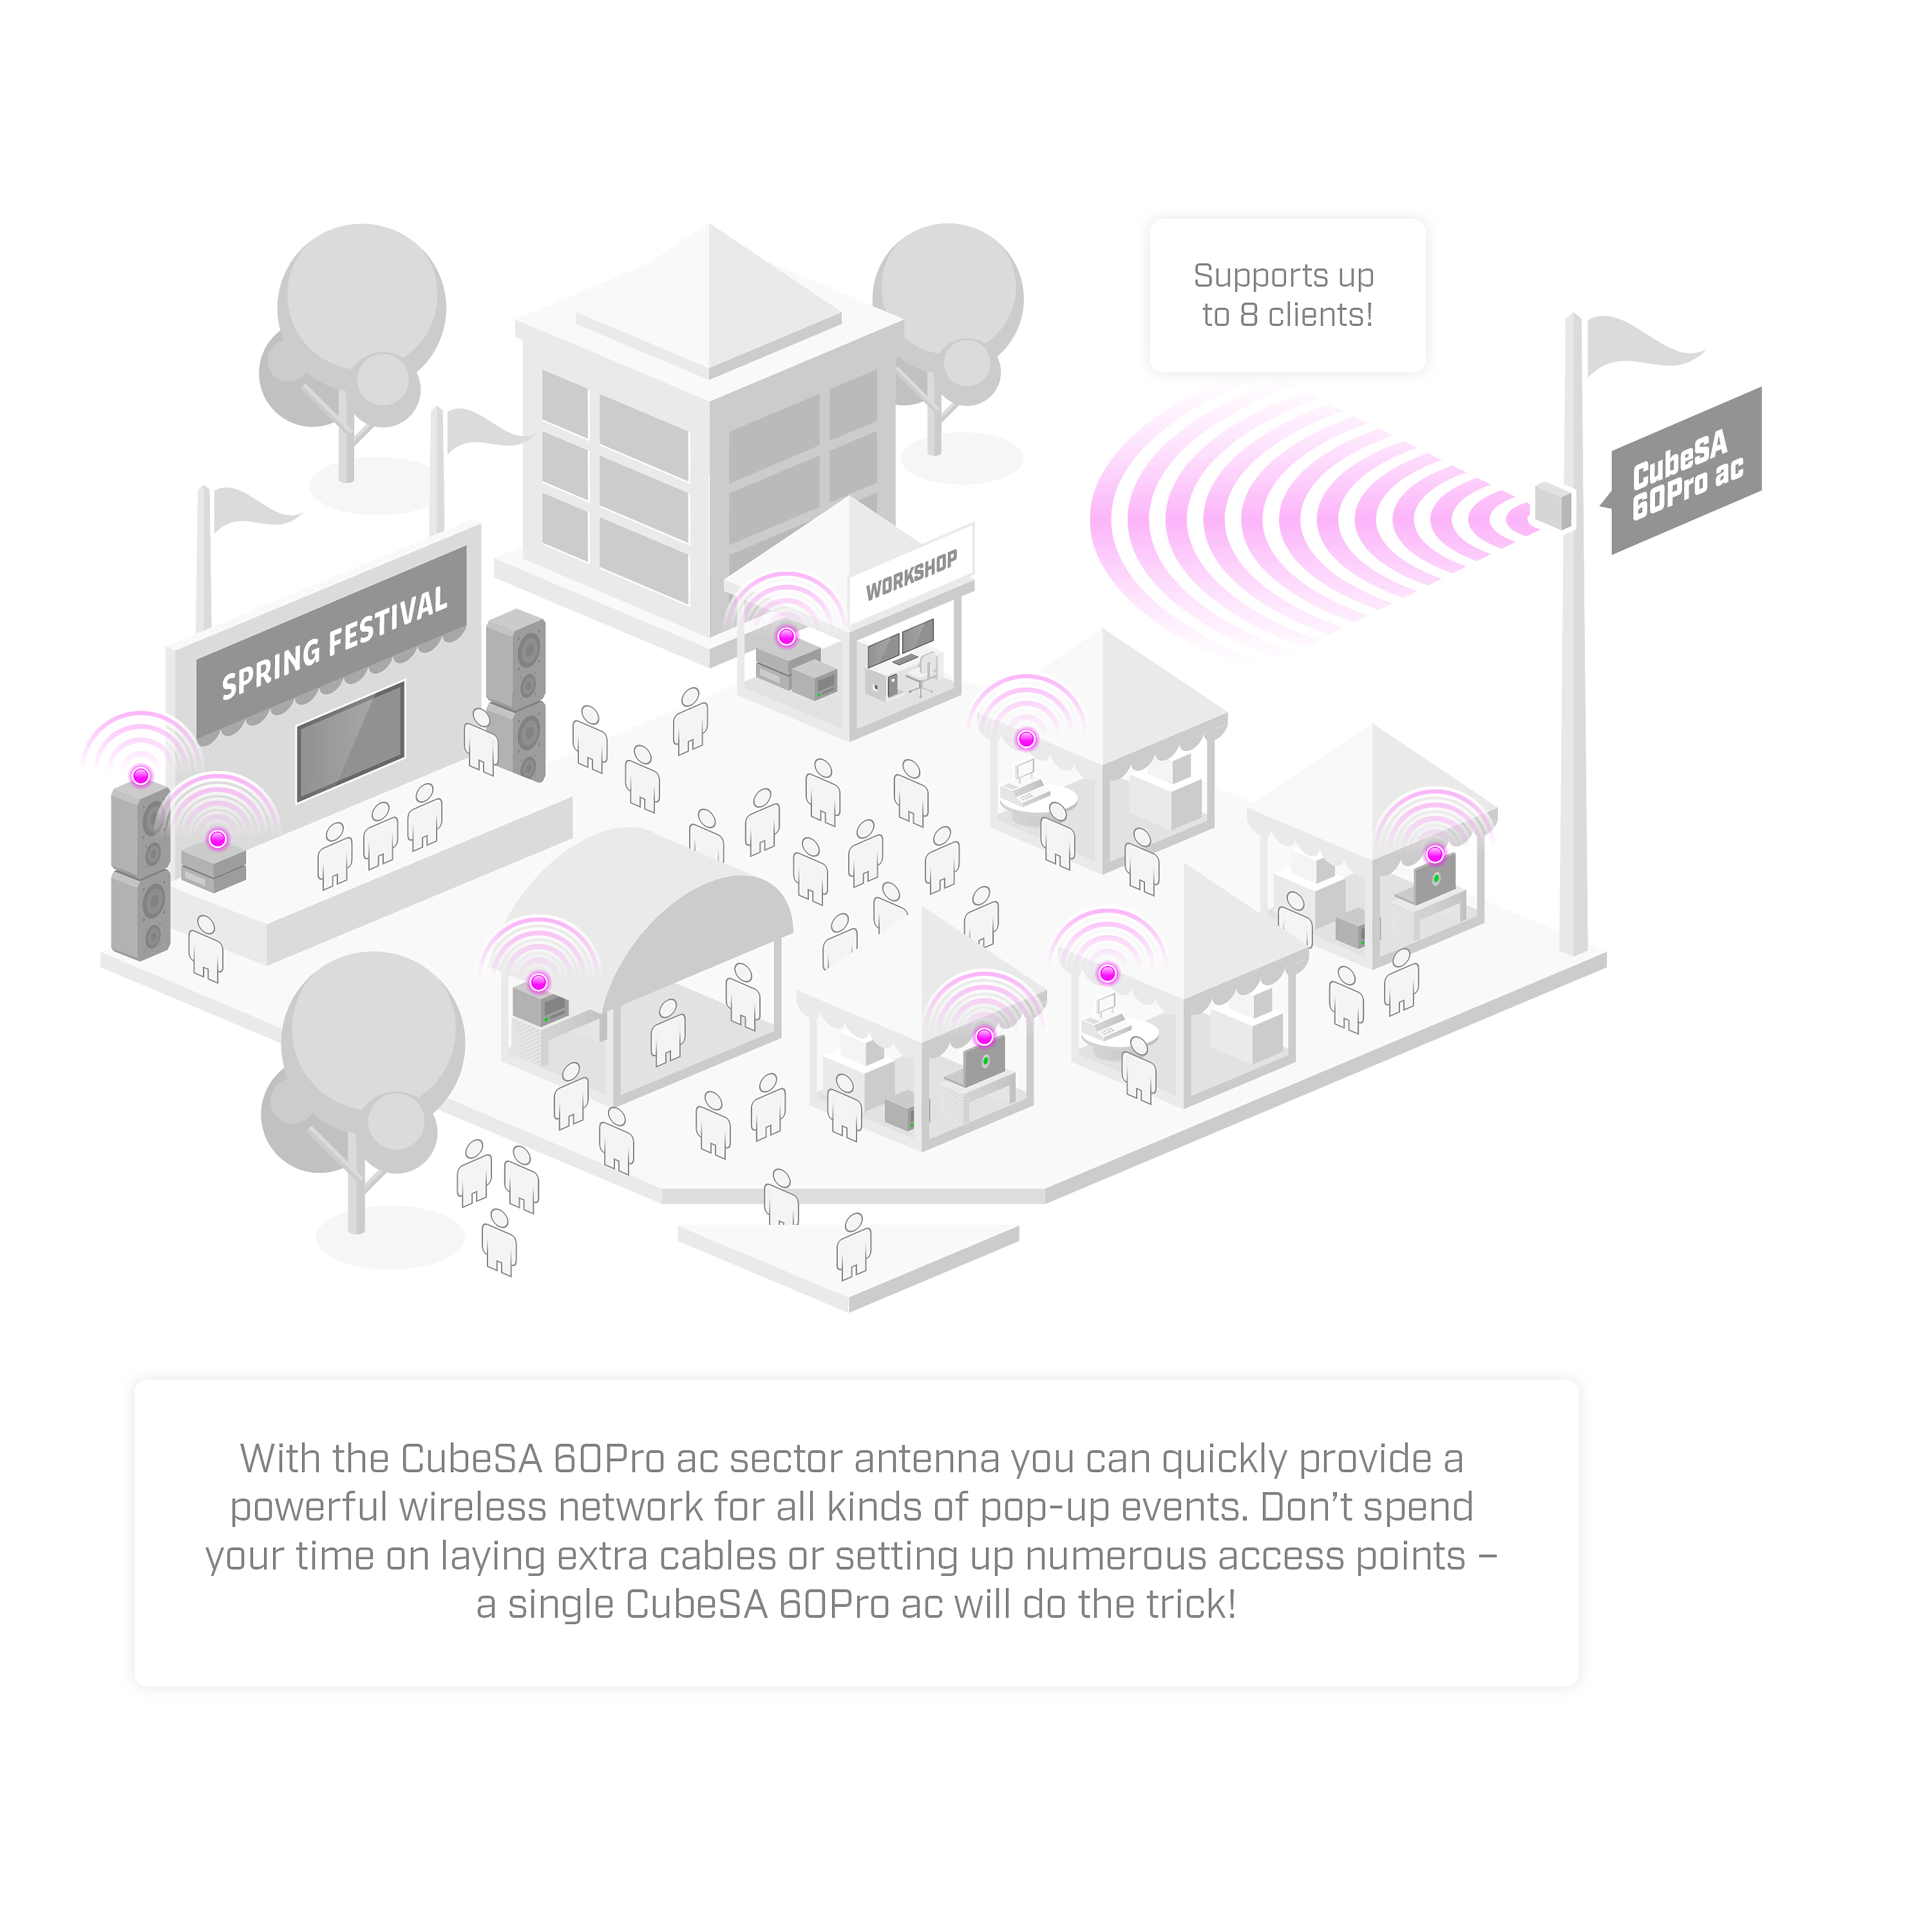 Supports up
to 8 clients!
CubeSA
60Pro ac
WORKSHOP
SPRING FESTIVAL
With the CubeSA 60Pro ac sector antenna you can quickly provide a
powerful wireless network for all kinds of pop-up events. Don’t spend
your time on laying extra cables or setting up numerous access points –
a single CubeSA 60Pro ac will do the trick!